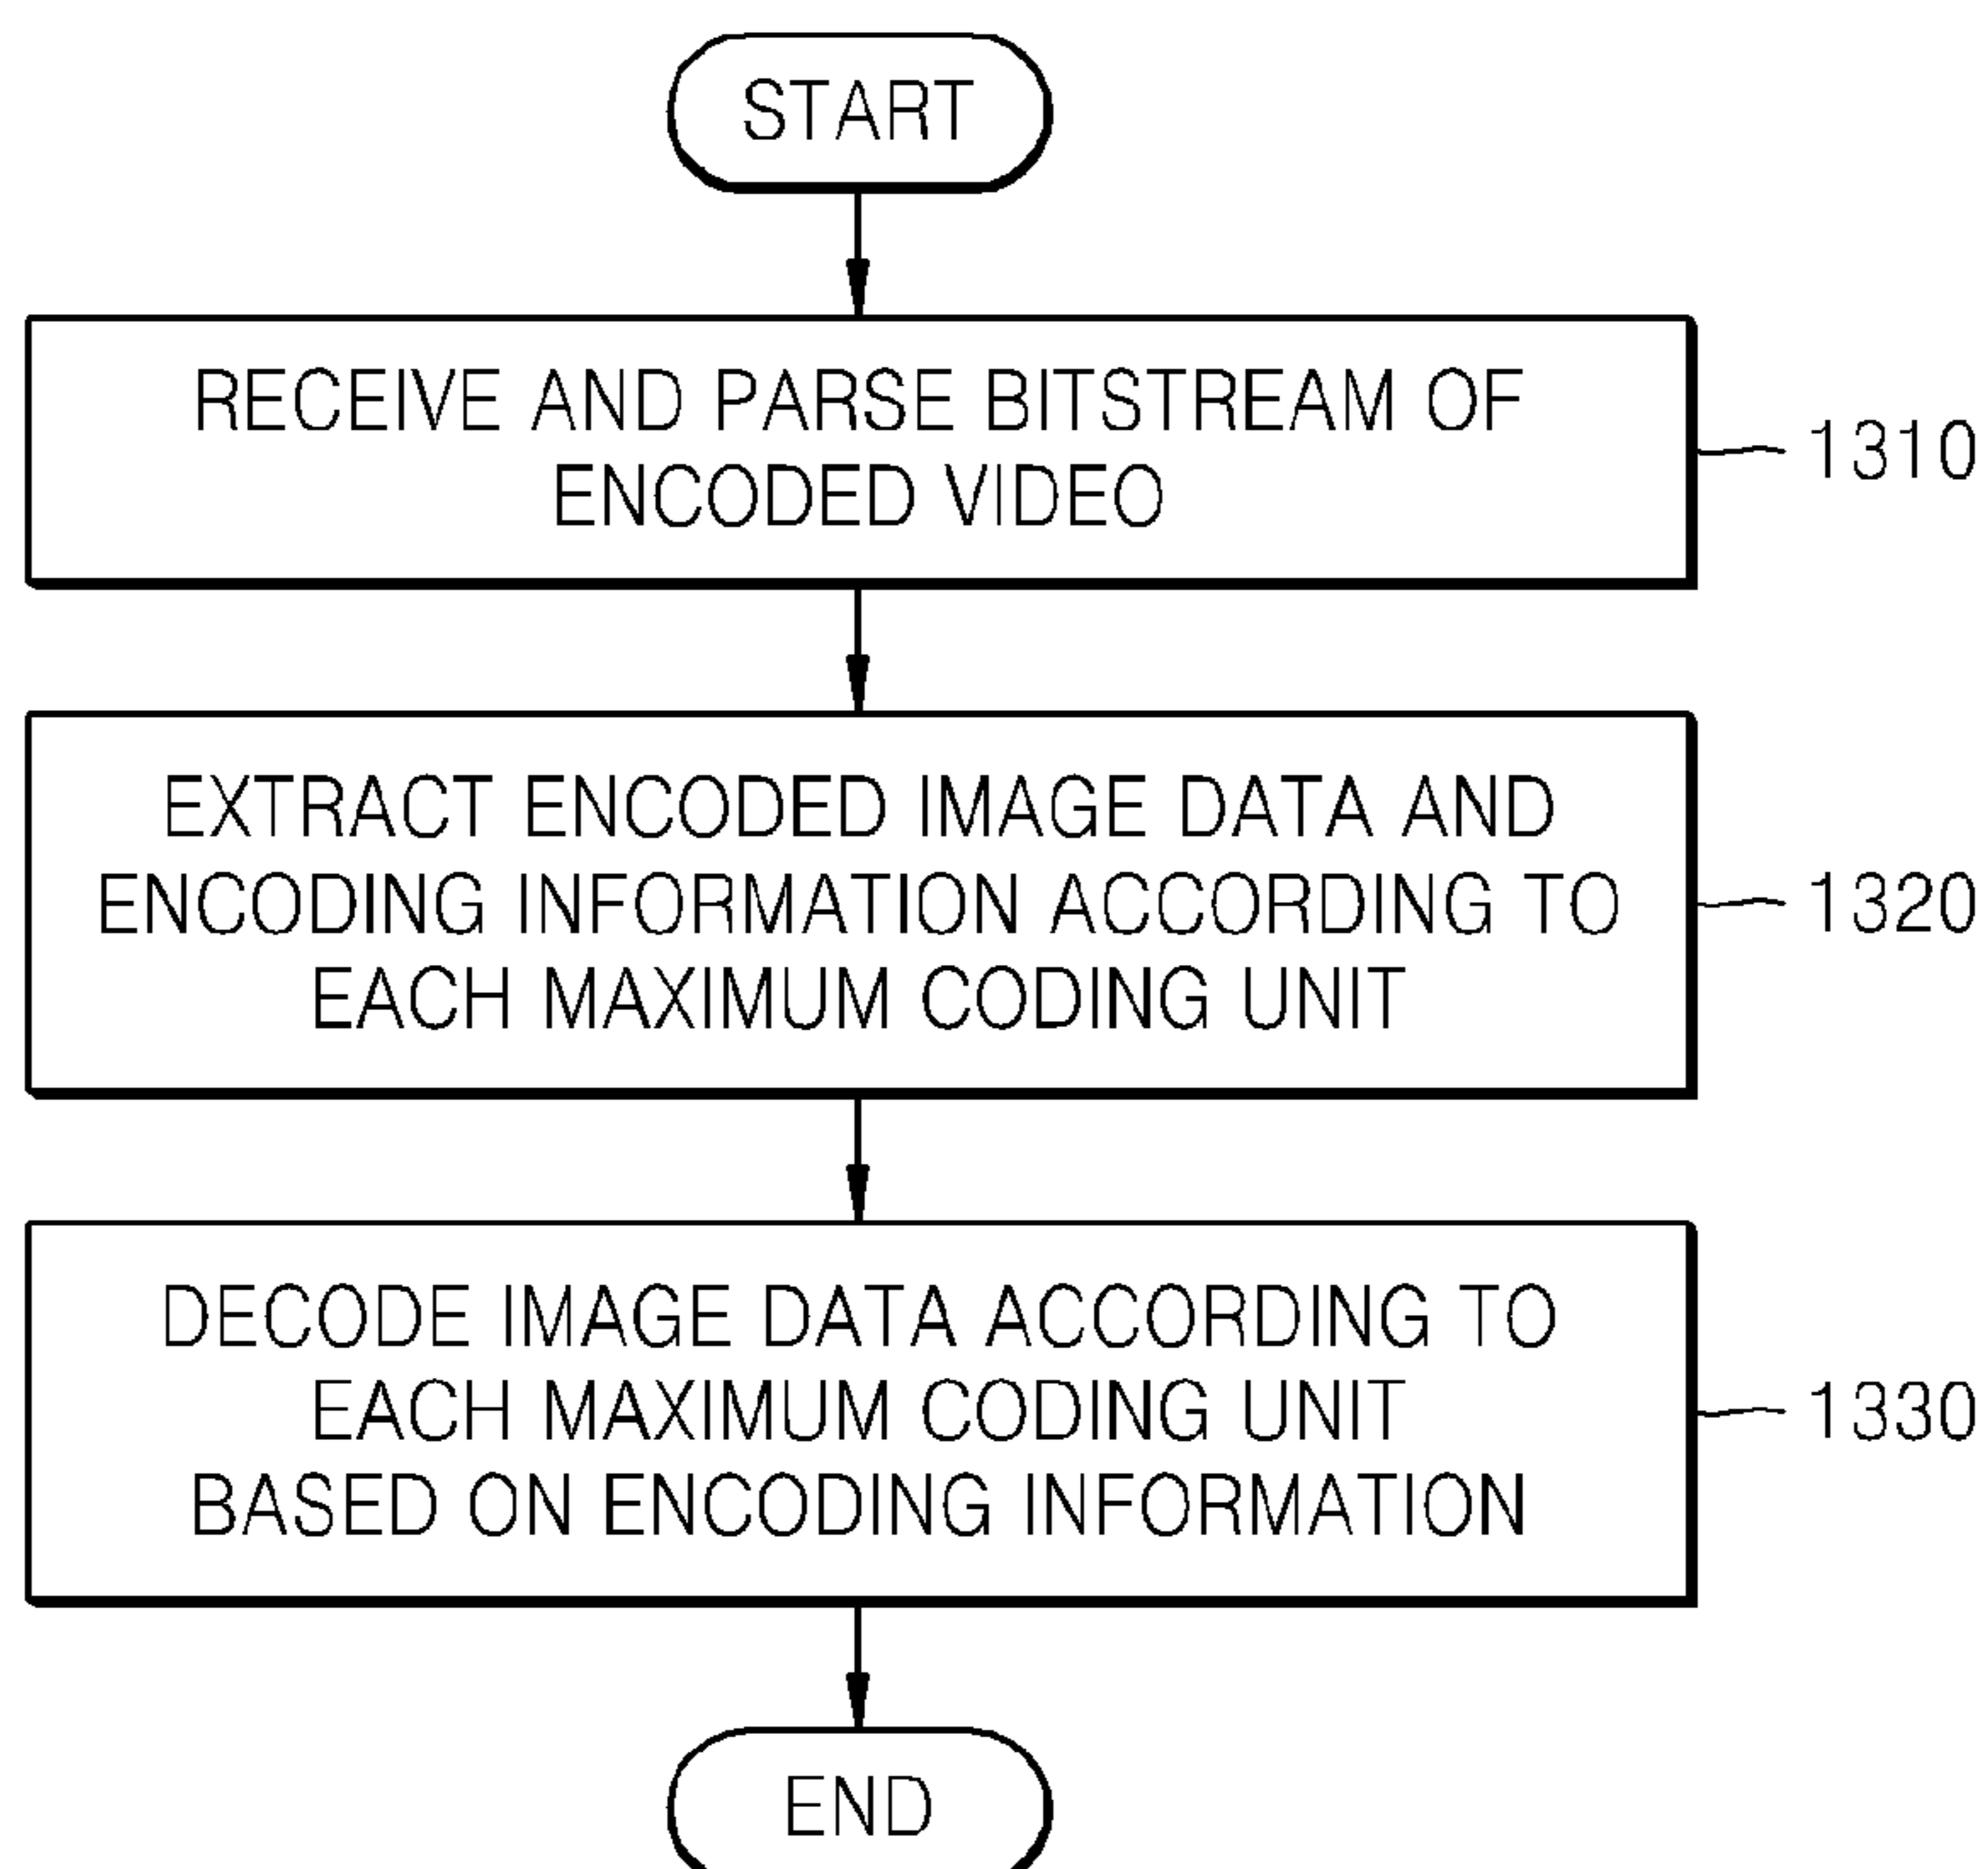 START
RECEIVE AND PARSE BITSTREAM OF
ENCODED VIDEO
1310
EXTRACT ENCODED IMAGE DATA AND
ENCODING INFORMATION ACCORDING TO
EACH MAXIMUM CODING UNIT
1320
DECODE IMAGE DATA ACCORDING TO
EACH MAXIMUM CODING UNIT
BASED ON ENCODING INFORMATION
1330
END